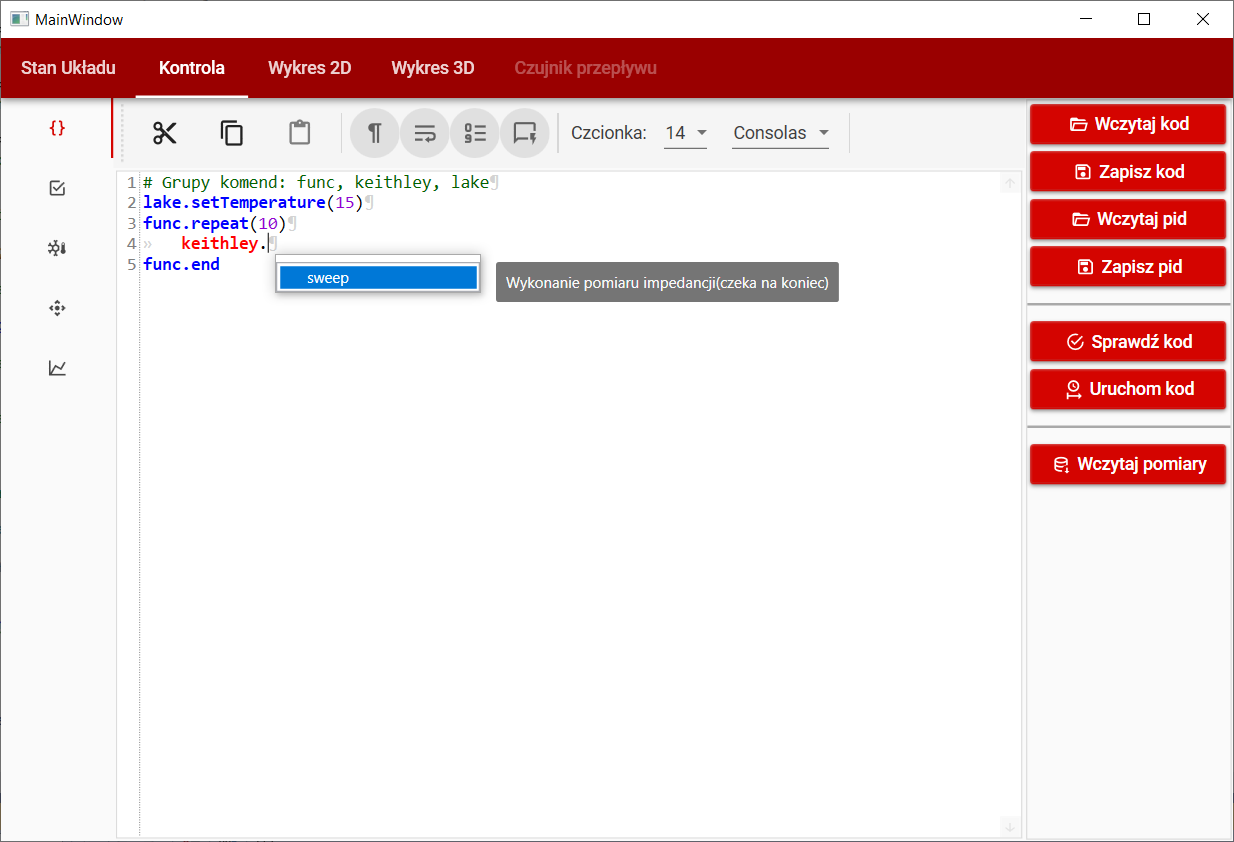 MainWindow
Stan Układu Kontrola Wykres 2D Wykres 3D Czujnik przepływu
Czcionka: 14 Consolas
1 # Grupy komend: func, keithley, lake¶
2 lake.setTemperature(15)¶
3 func.repeat(10)¶
4 » keithley.¶
5 func.end
sweep
Wykonanie pomiaru impedancji(czeka na koniec)
Wczytaj kod
Zapisz kod
Wczytaj pid
Zapisz pid
Sprawdź kod
Uruchom kod
Wczytaj pomiary